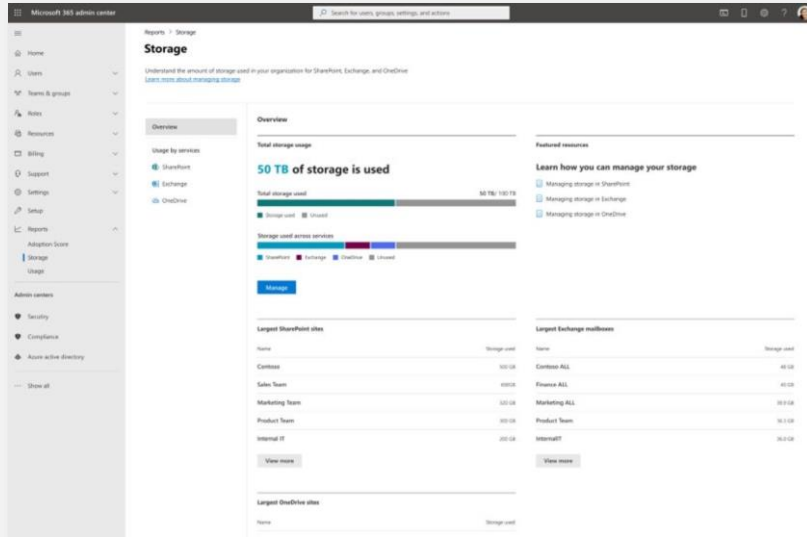 Microsoft 365 admin center
Search for users, groups, settings, and actions
Home
Users
Teams & groups
Roles
Resources
Billing
Support
Settings
Setup
Reports
Adoption Score
Storage
Usage
Admin centers
Security
Compliance
Azure active directory
Show all
Reports > Storage
Storage
Understand the amount of storage used in your organization for SharePoint, Exchange, and OneDrive
Learn more about managing storage
Overview
Usage by services
SharePoint
Exchange
OneDrive
Overview
Total storage usage
50 TB of storage is used
Total storage used 50 TB/ 100 TB
Storage used Unused
Storage used across services
SharePoint Exchange OneDrive Unused
Manage
Featured resources
Learn how you can manage your storage
Managing storage in SharePoint
Managing storage in Exchange
Managing storage in OneDrive
Largest SharePoint sites
Name Storage used
Contoso
Sales Team
Marketing Team
Product Team
Internal IT
View more
Largest Exchange mailboxes
Name Storage used
Contoso ALL
Finance ALL
Marketing ALL
Product Team
InternalIT
View more
Largest OneDrive sites
Name Storage used